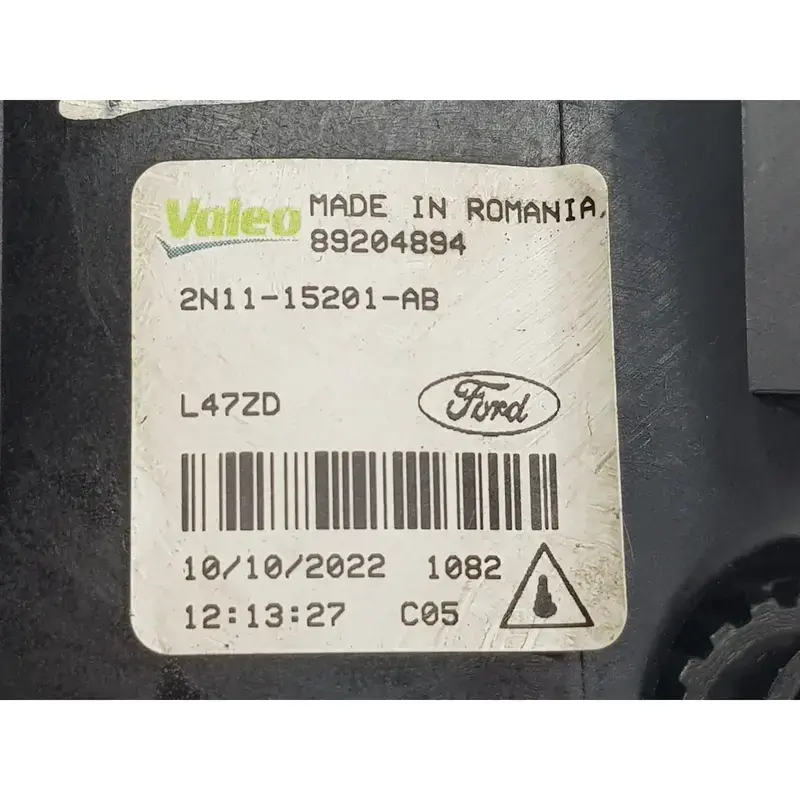 Valeo MADE IN ROMANIA,
89204894
2N11-15201-AB
L47ZD Ford
10/10/2022 1082
12:13:27 C05